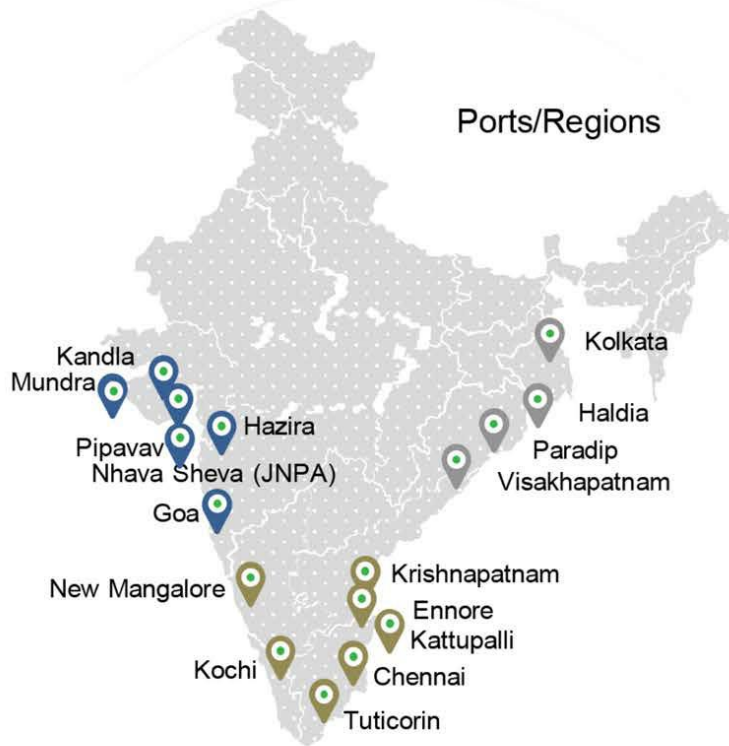 Ports/Regions
Kolkata
Kandla
Mundra
Haldia
Hazira
Pipavav
Paradip
Nhava Sheva (JNPA)
Visakhapatnam
Goa
Krishnapatnam
New Mangalore
Ennore
Kattupalli
Kochi
Chennai
Tuticorin